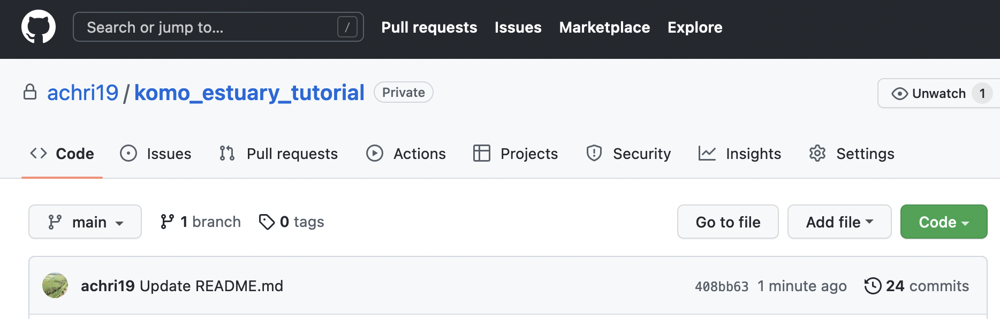 Search or jump to... / Pull requests Issues Marketplace Explore
achri19 / komo_estuary_tutorial Private Unwatch 1
<> Code Issues Pull requests Actions Projects Security Insights Settings
main 1 branch 0 tags Go to file Add file Code
achri19 Update README.md 408bb63 1 minute ago 24 commits